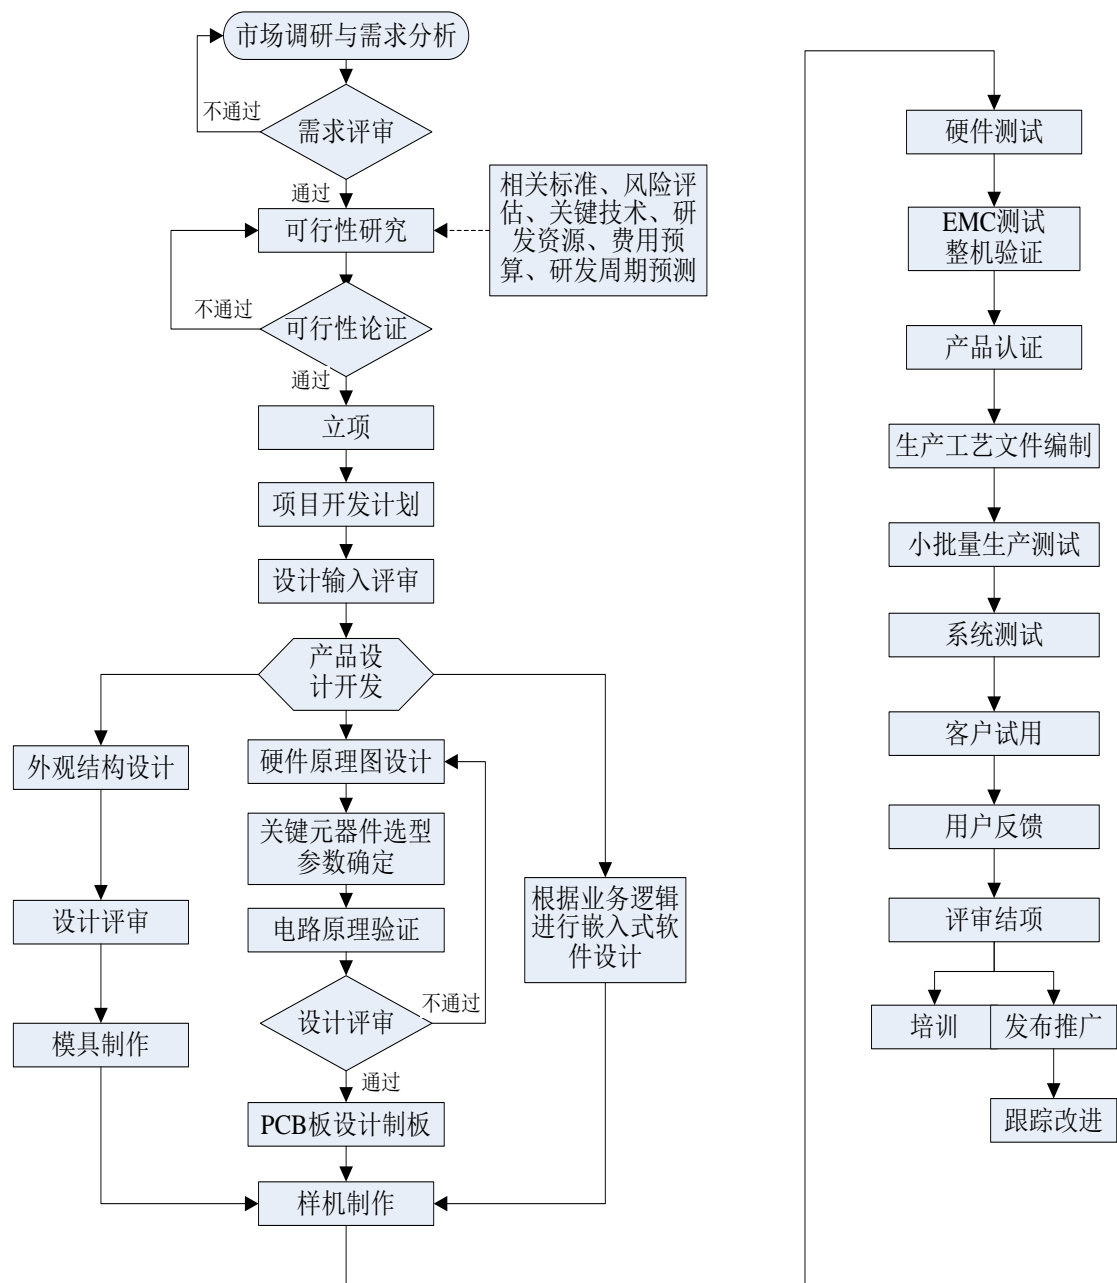 市场调研与需求分析
不通过
需求评审
通过
可行性研究
相关标准、风险评
估、关键技术、研
发资源、费用预
算、研发周期预测
不通过
可行性论证
通过
立项
项目开发计划
设计输入评审
产品设
计开发
外观结构设计
设计评审
模具制作
硬件原理图设计
关键元器件选型
参数确定
电路原理验证
设计评审
不通过
通过
PCB板设计制板
根据业务逻辑
进行嵌入式软
件设计
样机制作
硬件测试
EMC测试
整机验证
产品认证
生产工艺文件编制
小批量生产测试
系统测试
客户试用
用户反馈
评审结项
培训
发布推广
跟踪改进